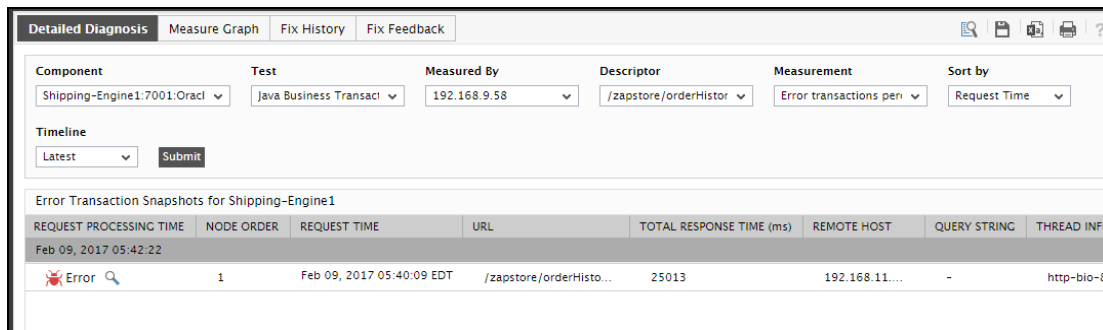 Detailed Diagnosis Measure Graph Fix History Fix Feedback
Component Test Measured By Descriptor Measurement Sort by
Shipping-Engine1:7001:Oracl Java Business Transact 192.168.9.58 /zapstore/orderHistor Error transactions per Request Time
Timeline
Latest Submit
Error Transaction Snapshots for Shipping-Engine1
REQUEST PROCESSING TIME NODE ORDER REQUEST TIME URL TOTAL RESPONSE TIME (ms) REMOTE HOST QUERY STRING THREAD INF
Feb 09, 2017 05:42:22
Error 1 Feb 09, 2017 05:40:09 EDT /zapstore/orderHisto... 25013 192.168.11.... - http-bio-8